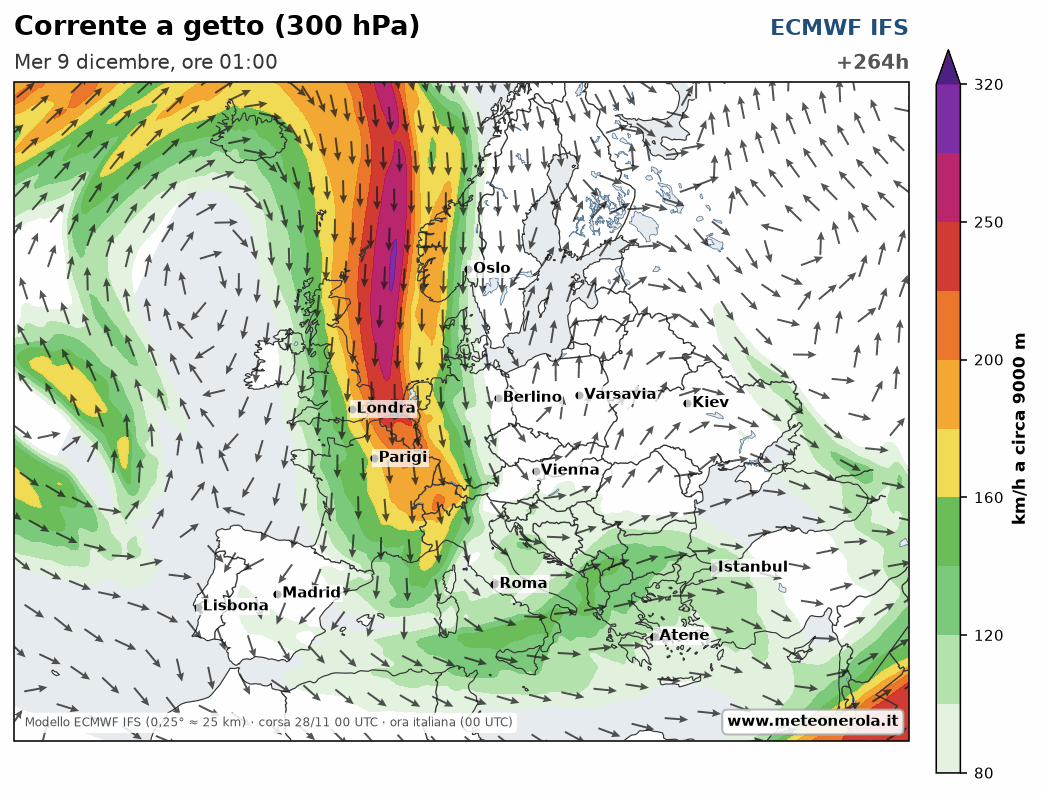 Corrente a getto (300 hPa)
ECMWF IFS
Mer 9 dicembre, ore 01:00
+264h
320
250
200
160
120
80
km/h a circa 9000 m
Oslo
Berlino
Varsavia
Kiev
Londra
Parigi
Vienna
Istanbul
Roma
Madrid
Lisbona
Atene
Modello ECMWF IFS (0,25° ≈ 25 km) · corsa 28/11 00 UTC · ora italiana (00 UTC)
www.meteonerola.it